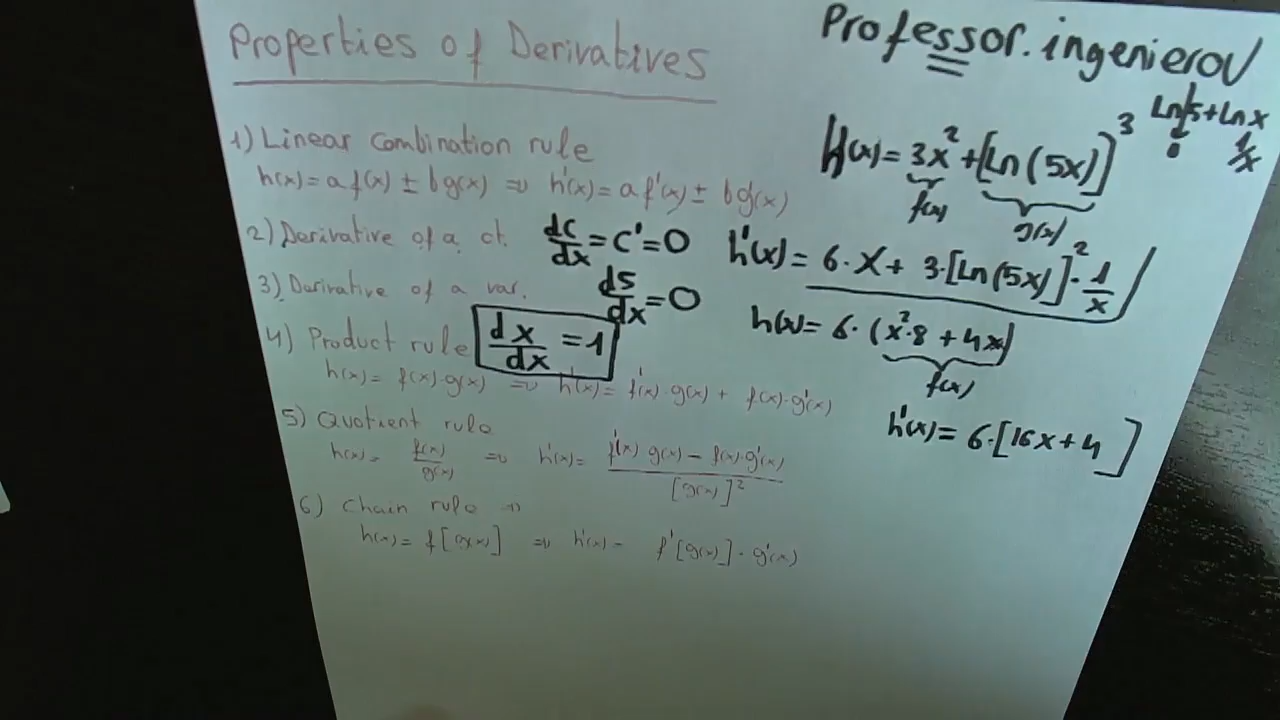 Properties of Derivatives
1) Linear Combination rule
h(x) = a f(x) ± b g(x) ⇒ h'(x) = a f'(x) ± b g'(x)
2) Derivative of a ct. dc/dx = C' = 0
3) Derivative of a var. d5/dx = 0
4) Product rule dx/dx = 1
h(x) = f(x)·g(x) ⇒ h'(x) = f'(x)·g(x) + f(x)·g'(x)
5) Quotient rule
h(x) = f(x)/g(x) ⇒ h'(x) = f'(x) g(x) − f(x)·g'(x)/[g(x)]²
6) Chain rule ⇒
h(x) = f[g(x)] ⇒ h'(x) = f'[g(x)]·g'(x)
Professor.ingenierov
Ln5+Lnx
0 1/x
H(x) = 3x² + [Ln(5x)]³
f(x) g(x)
h'(x) = 6·x + 3·[Ln(5x)]²·1/x
h(x) = 6·(x²·8 + 4x)
f(x)
h'(x) = 6·[16x + 4]